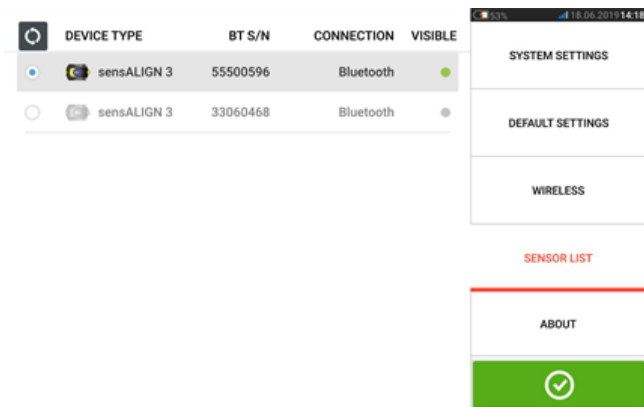 53% 18.06.2019 14:18
DEVICE TYPE BT S/N CONNECTION VISIBLE
sensALIGN 3 55500596 Bluetooth
sensALIGN 3 33060468 Bluetooth
SYSTEM SETTINGS
DEFAULT SETTINGS
WIRELESS
SENSOR LIST
ABOUT